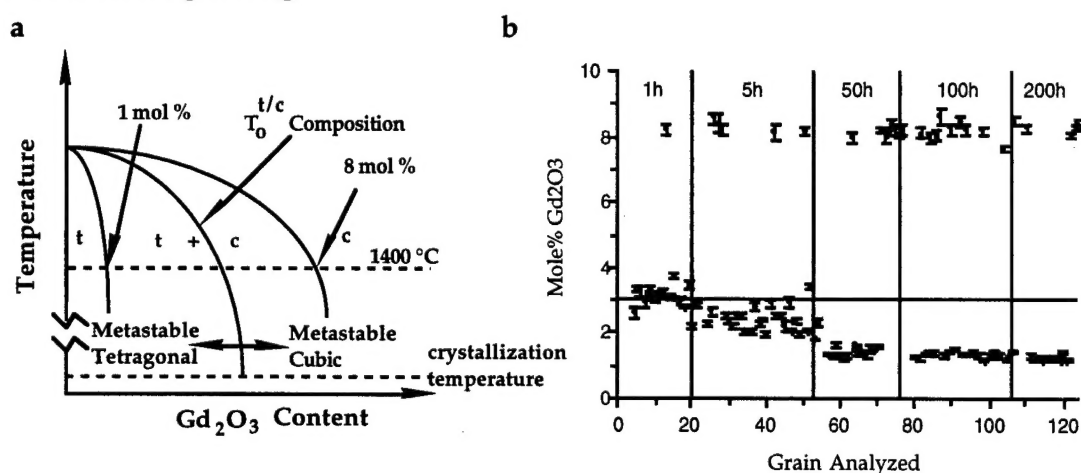 a
Temperature
1 mol %
T₀ᵗ/ᶜ Composition
8 mol %
t
t + c
c
1400 °C
Metastable
Tetragonal
Metastable
Cubic
crystallization
temperature
Gd₂O₃ Content
b
Mole% Gd2O3
10
8
6
4
2
0
1h
5h
50h
100h
200h
0
20
40
60
80
100
120
Grain Analyzed